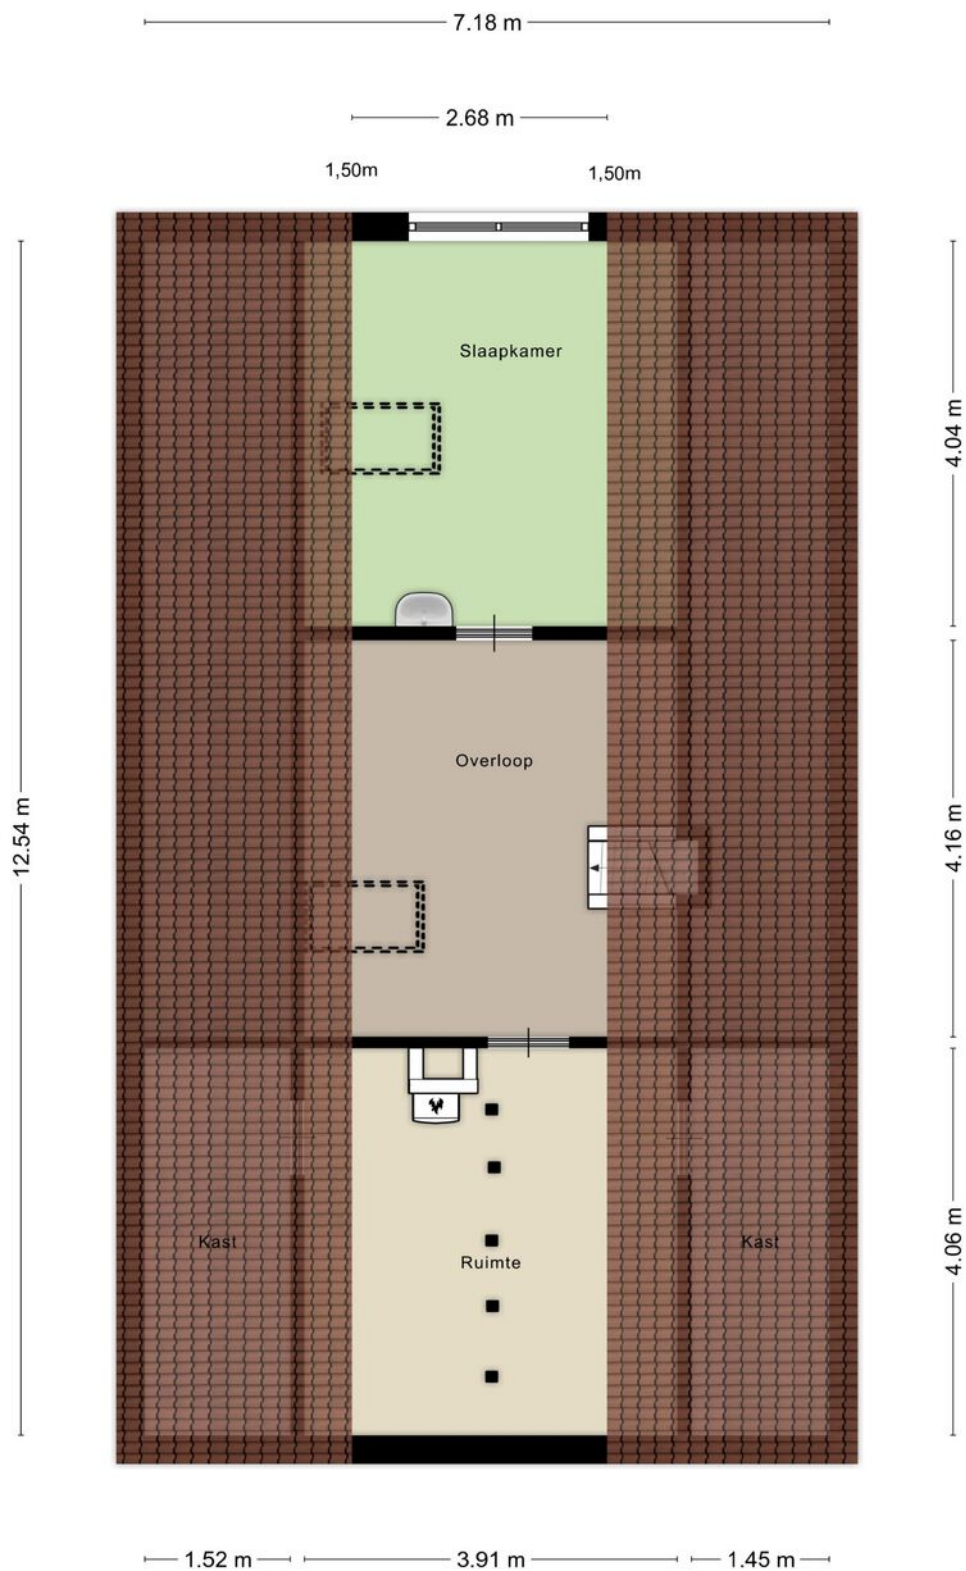 7.18 m
2.68 m
1,50m
1,50m
Slaapkamer
4.04 m
Overloop
12.54 m
4.16 m
Kast
Ruimte
Kast
4.06 m
1.52 m
3.91 m
1.45 m